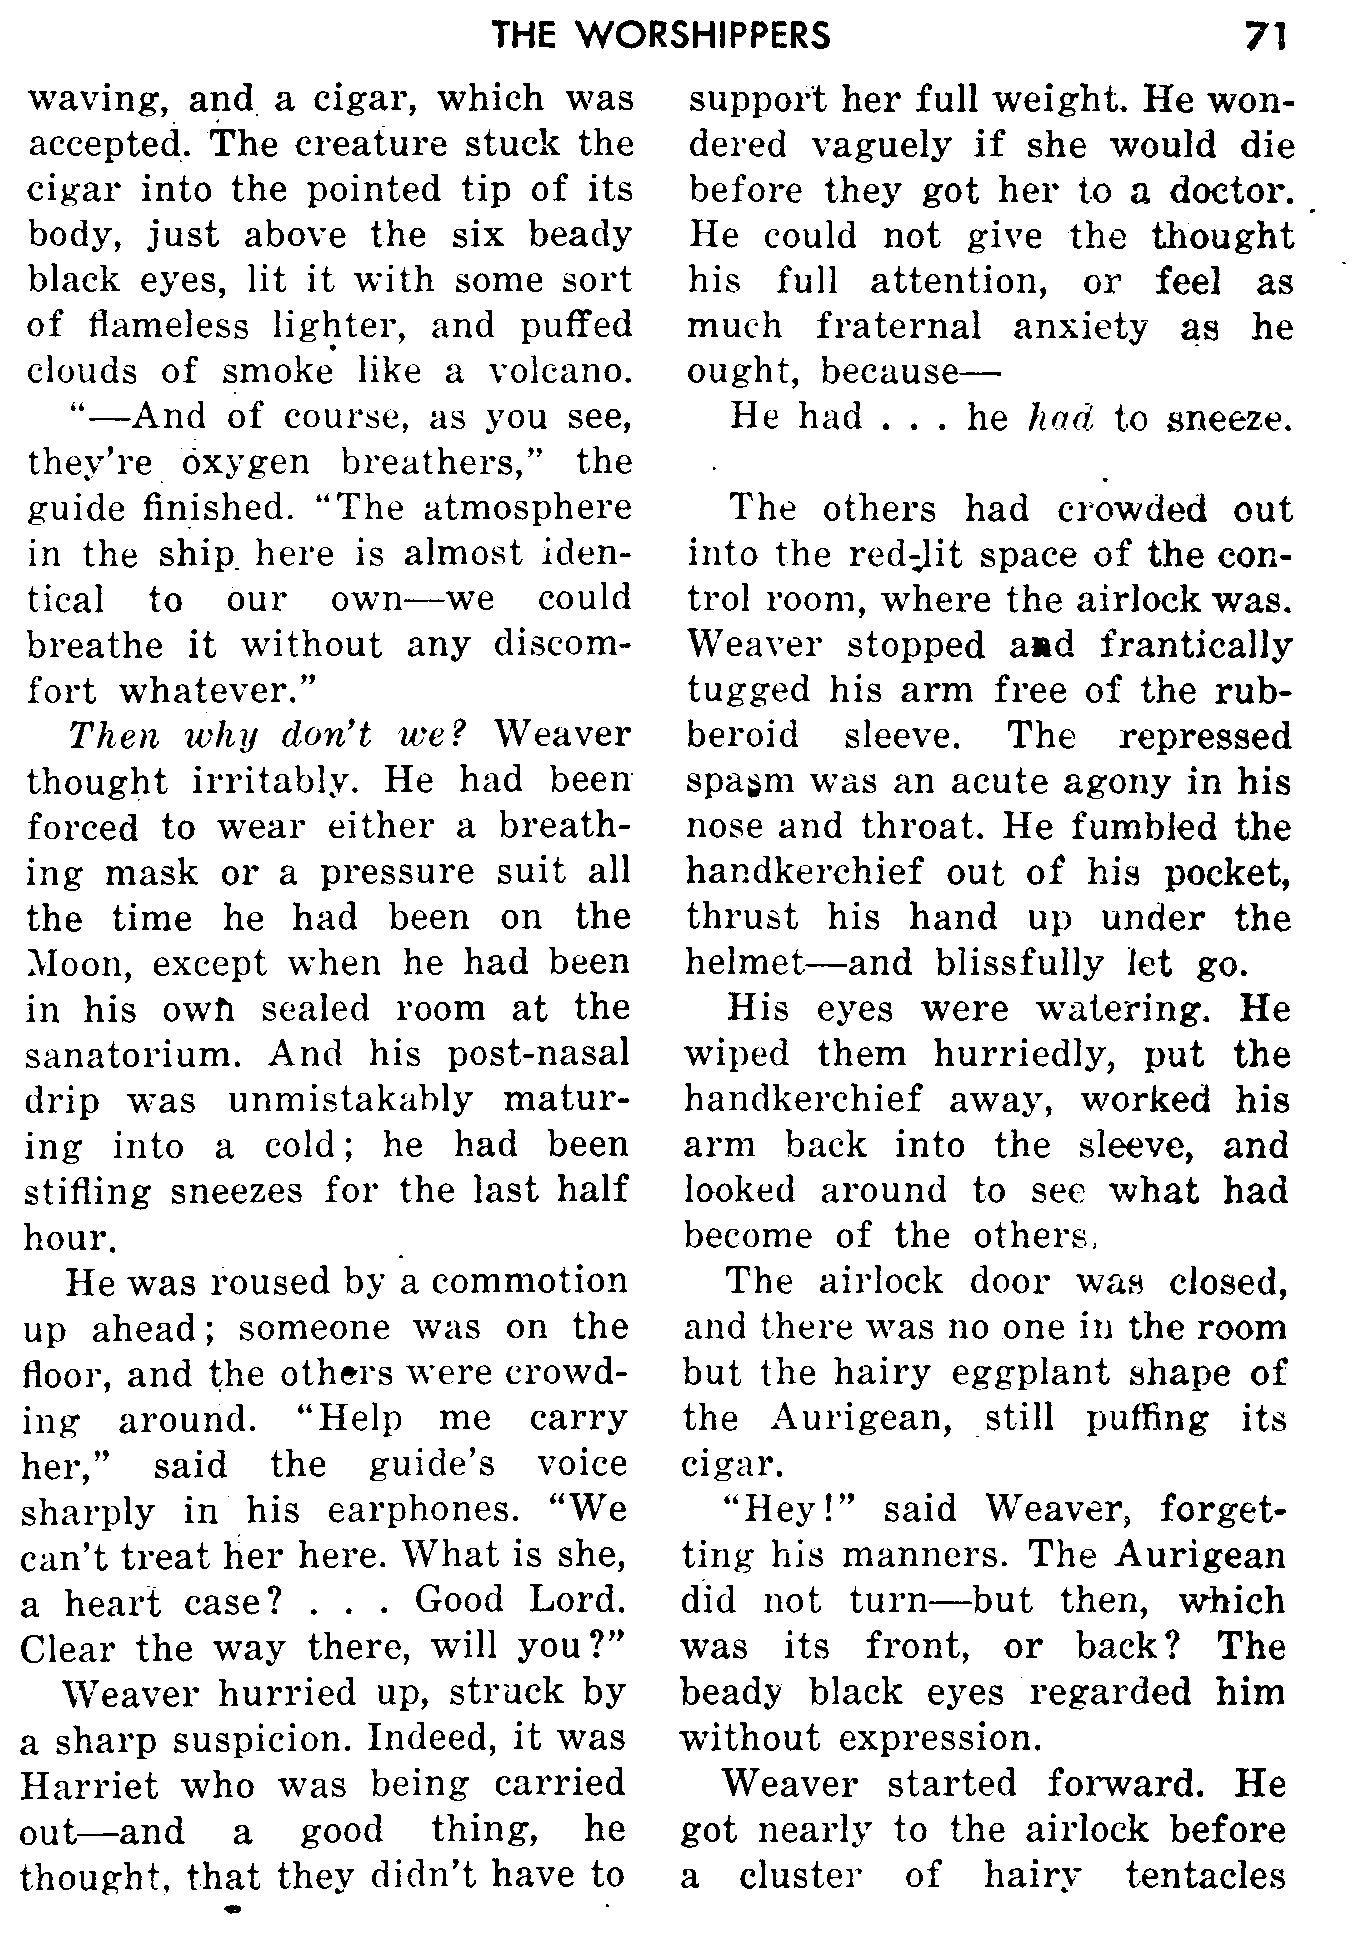 THE WORSHIPPERS 71
waving, and a cigar, which was
accepted. The creature stuck the
cigar into the pointed tip of its
body, just above the six beady
black eyes, lit it with some sort
of flameless lighter, and puffed
clouds of smoke like a volcano.
"—And of course, as you see,
they're oxygen breathers," the
guide finished. "The atmosphere
in the ship here is almost iden-
tical to our own—we could
breathe it without any discom-
fort whatever."
Then why don't we? Weaver
thought irritably. He had been
forced to wear either a breath-
ing mask or a pressure suit all
the time he had been on the
Moon, except when he had been
in his own sealed room at the
sanatorium. And his post-nasal
drip was unmistakably matur-
ing into a cold; he had been
stifling sneezes for the last half
hour.
He was roused by a commotion
up ahead; someone was on the
floor, and the others were crowd-
ing around. "Help me carry
her," said the guide's voice
sharply in his earphones. "We
can't treat her here. What is she,
a heart case? . . . Good Lord.
Clear the way there, will you?"
Weaver hurried up, struck by
a sharp suspicion. Indeed, it was
Harriet who was being carried
out—and a good thing, he
thought, that they didn't have to
support her full weight. He won-
dered vaguely if she would die
before they got her to a doctor.
He could not give the thought
his full attention, or feel as
much fraternal anxiety as he
ought, because—
He had . . . he had to sneeze.
The others had crowded out
into the red-lit space of the con-
trol room, where the airlock was.
Weaver stopped and frantically
tugged his arm free of the rub-
beroid sleeve. The repressed
spasm was an acute agony in his
nose and throat. He fumbled the
handkerchief out of his pocket,
thrust his hand up under the
helmet—and blissfully let go.
His eyes were watering. He
wiped them hurriedly, put the
handkerchief away, worked his
arm back into the sleeve, and
looked around to see what had
become of the others.
The airlock door was closed,
and there was no one in the room
but the hairy eggplant shape of
the Aurigean, still puffing its
cigar.
"Hey!" said Weaver, forget-
ting his manners. The Aurigean
did not turn—but then, which
was its front, or back? The
beady black eyes regarded him
without expression.
Weaver started forward. He
got nearly to the airlock before
a cluster of hairy tentacles